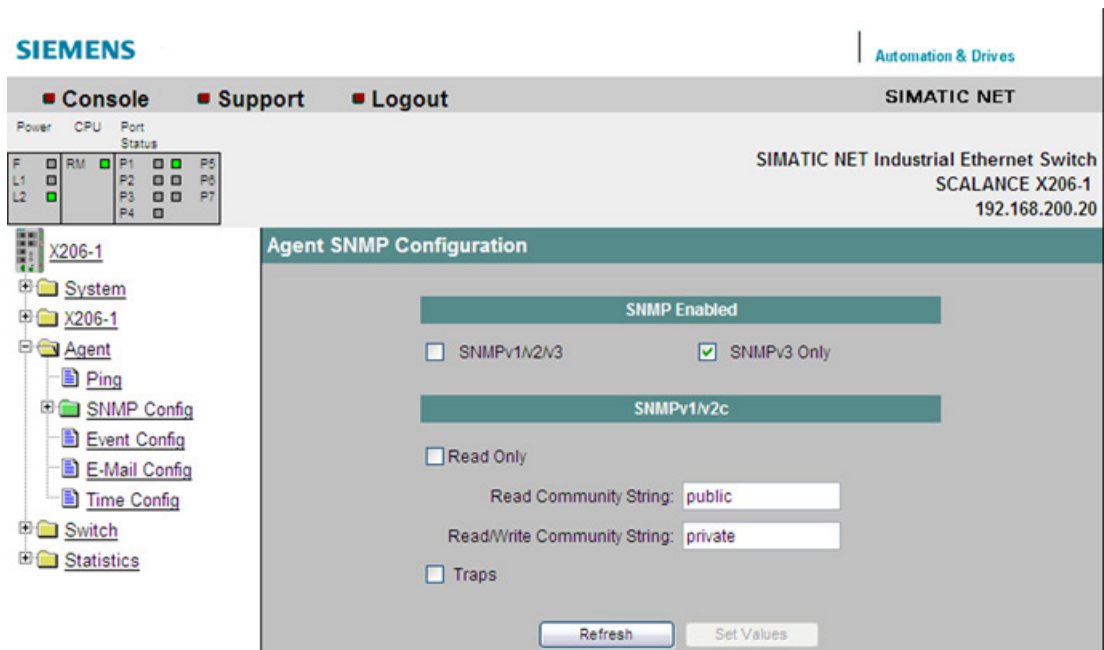 SIEMENS
Automation & Drives
Console Support Logout
SIMATIC NET
Power CPU Port Status
F RM P1 P5
L1 P2 P6
L2 P3 P7
P4
SIMATIC NET Industrial Ethernet Switch
SCALANCE X206-1
192.168.200.20
X206-1
System
X206-1
Agent
Ping
SNMP Config
Event Config
E-Mail Config
Time Config
Switch
Statistics
Agent SNMP Configuration
SNMP Enabled
SNMPv1/v2/v3 SNMPv3 Only
SNMPv1/v2c
Read Only
Read Community String: public
Read/Write Community String: private
Traps
Refresh Set Values